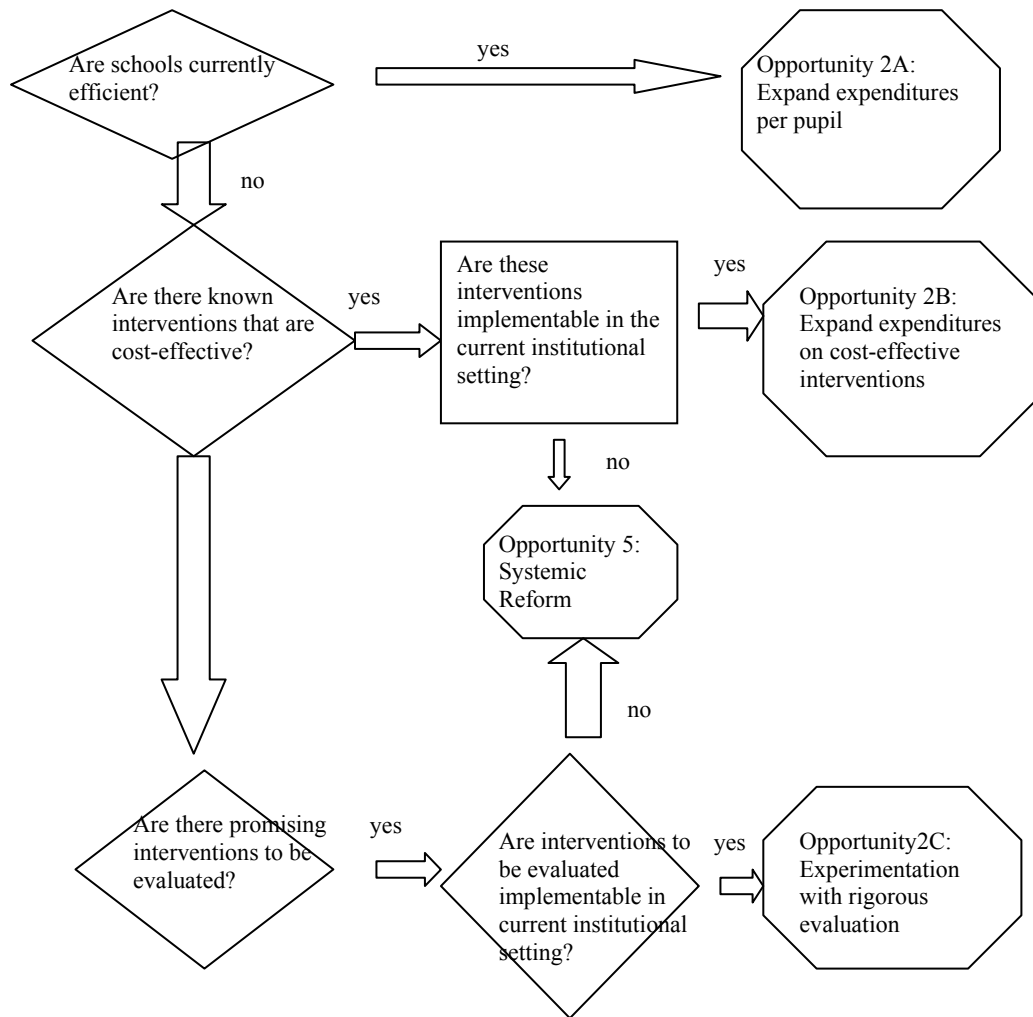 Are schools currently
efficient?
yes
Opportunity 2A:
Expand expenditures
per pupil
no
Are there known
interventions that are
cost-effective?
yes
Are these
interventions
implementable in the
current institutional
setting?
yes
Opportunity 2B:
Expand expenditures
on cost-effective
interventions
no
Opportunity 5:
Systemic
Reform
no
Are there promising
interventions to be
evaluated?
yes
Are interventions to
be evaluated
implementable in
current institutional
setting?
yes
Opportunity2C:
Experimentation
with rigorous
evaluation